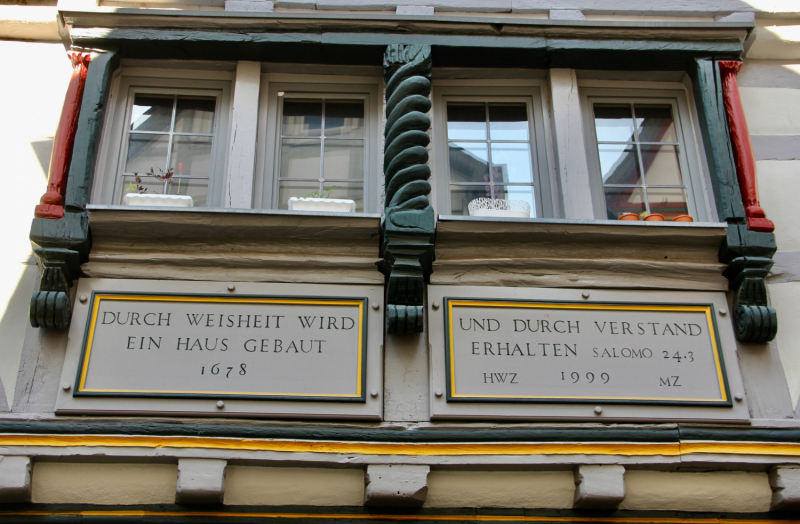 DURCH WEISHEIT WIRD
EIN HAUS GEBAUT
1678
UND DURCH VERSTAND
ERHALTEN SALOMO 24.3
HWZ 1999 MZ